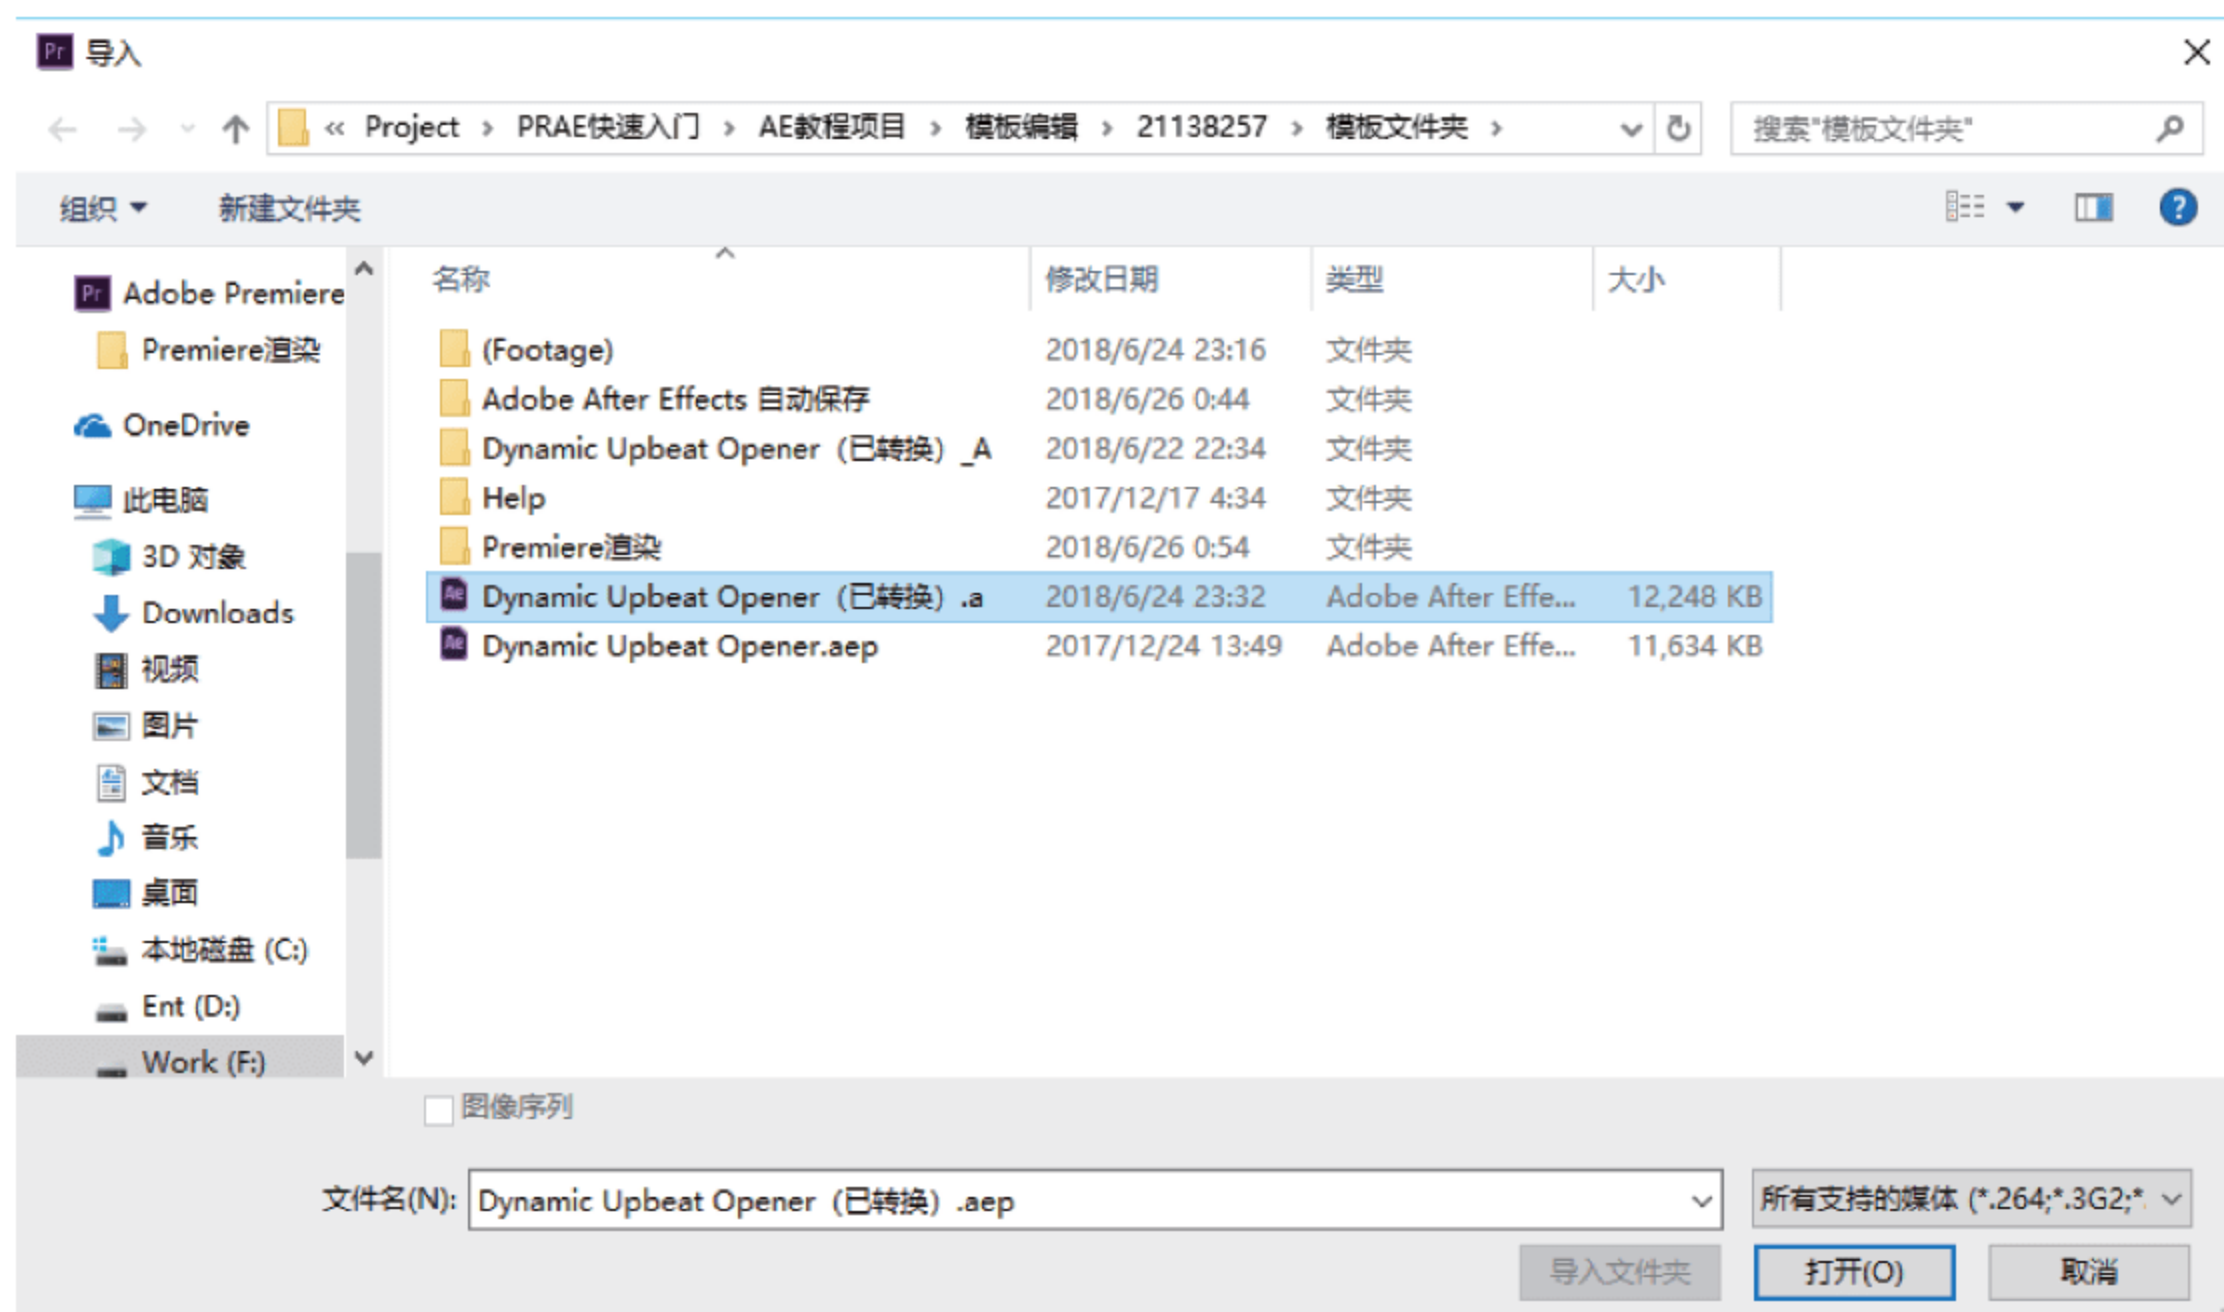 Pr 导入
« Project › PRAE快速入门 › AE教程项目 › 模板编辑 › 21138257 › 模板文件夹 › 搜索"模板文件夹"
组织 新建文件夹 ?
名称 修改日期 类型 大小
Pr Adobe Premiere
Premiere渲染
OneDrive
此电脑
3D 对象
Downloads
视频
图片
文档
音乐
桌面
本地磁盘 (C:)
Ent (D:)
Work (F:)
(Footage) 2018/6/24 23:16 文件夹
Adobe After Effects 自动保存 2018/6/26 0:44 文件夹
Dynamic Upbeat Opener（已转换）_A 2018/6/22 22:34 文件夹
Help 2017/12/17 4:34 文件夹
Premiere渲染 2018/6/26 0:54 文件夹
Ae Dynamic Upbeat Opener（已转换）.a 2018/6/24 23:32 Adobe After Effe... 12,248 KB
Ae Dynamic Upbeat Opener.aep 2017/12/24 13:49 Adobe After Effe... 11,634 KB
图像序列
文件名(N): Dynamic Upbeat Opener（已转换）.aep 所有支持的媒体 (*.264;*.3G2;*.
导入文件夹 打开(O) 取消